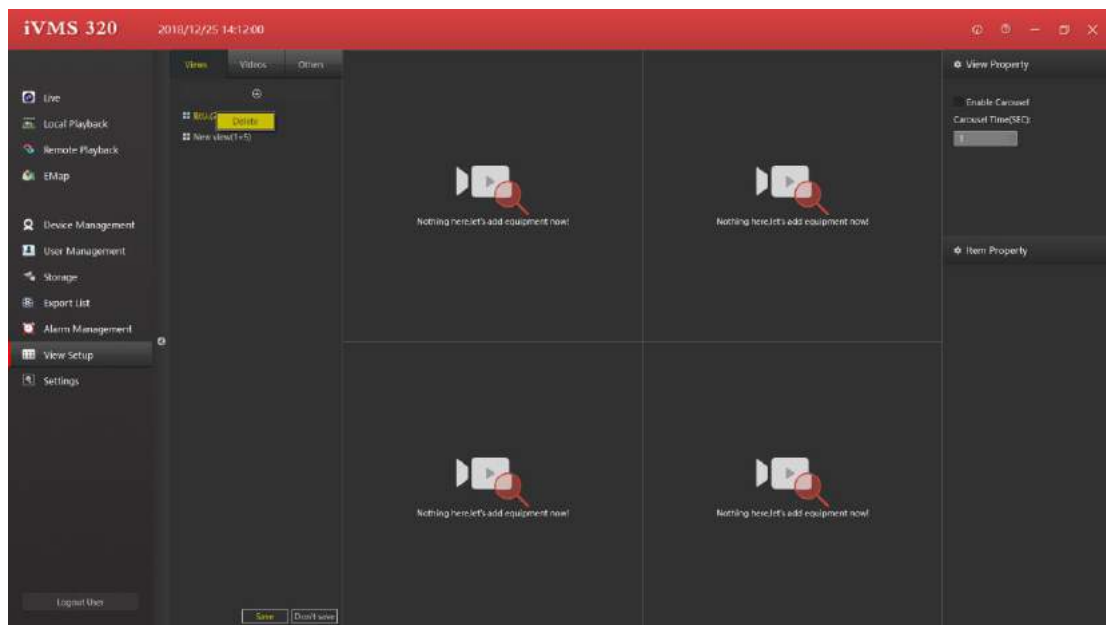 iVMS 320
2018/12/25 14:12:00
Views
Videos
Others
Delete
New view(1+5)
Live
Local Playback
Remote Playback
EMap
Device Management
User Management
Storage
Export List
Alarm Management
View Setup
Settings
Logout User
Save
Don't save
Nothing here,let's add equipment now!
Nothing here,let's add equipment now!
Nothing here,let's add equipment now!
Nothing here,let's add equipment now!
View Property
Enable Carousel
Carousel Time(SEC):
1
Item Property